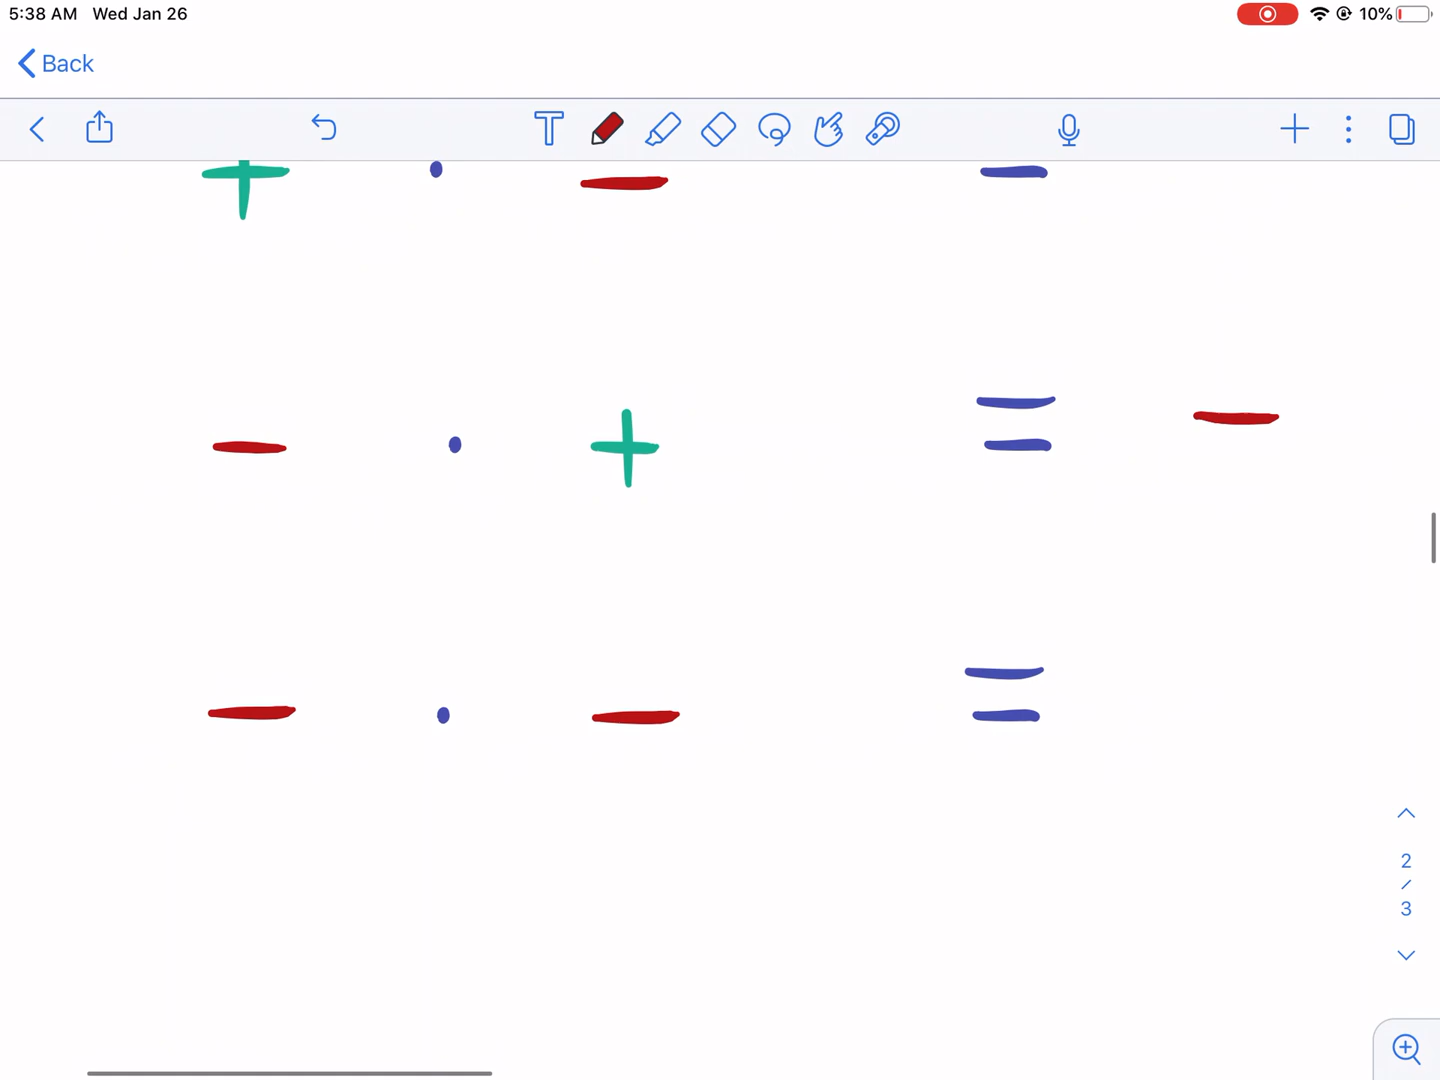 5:38 AM Wed Jan 26 10%
Back
+ · − =
− · + = −
− · − =
2
/
3